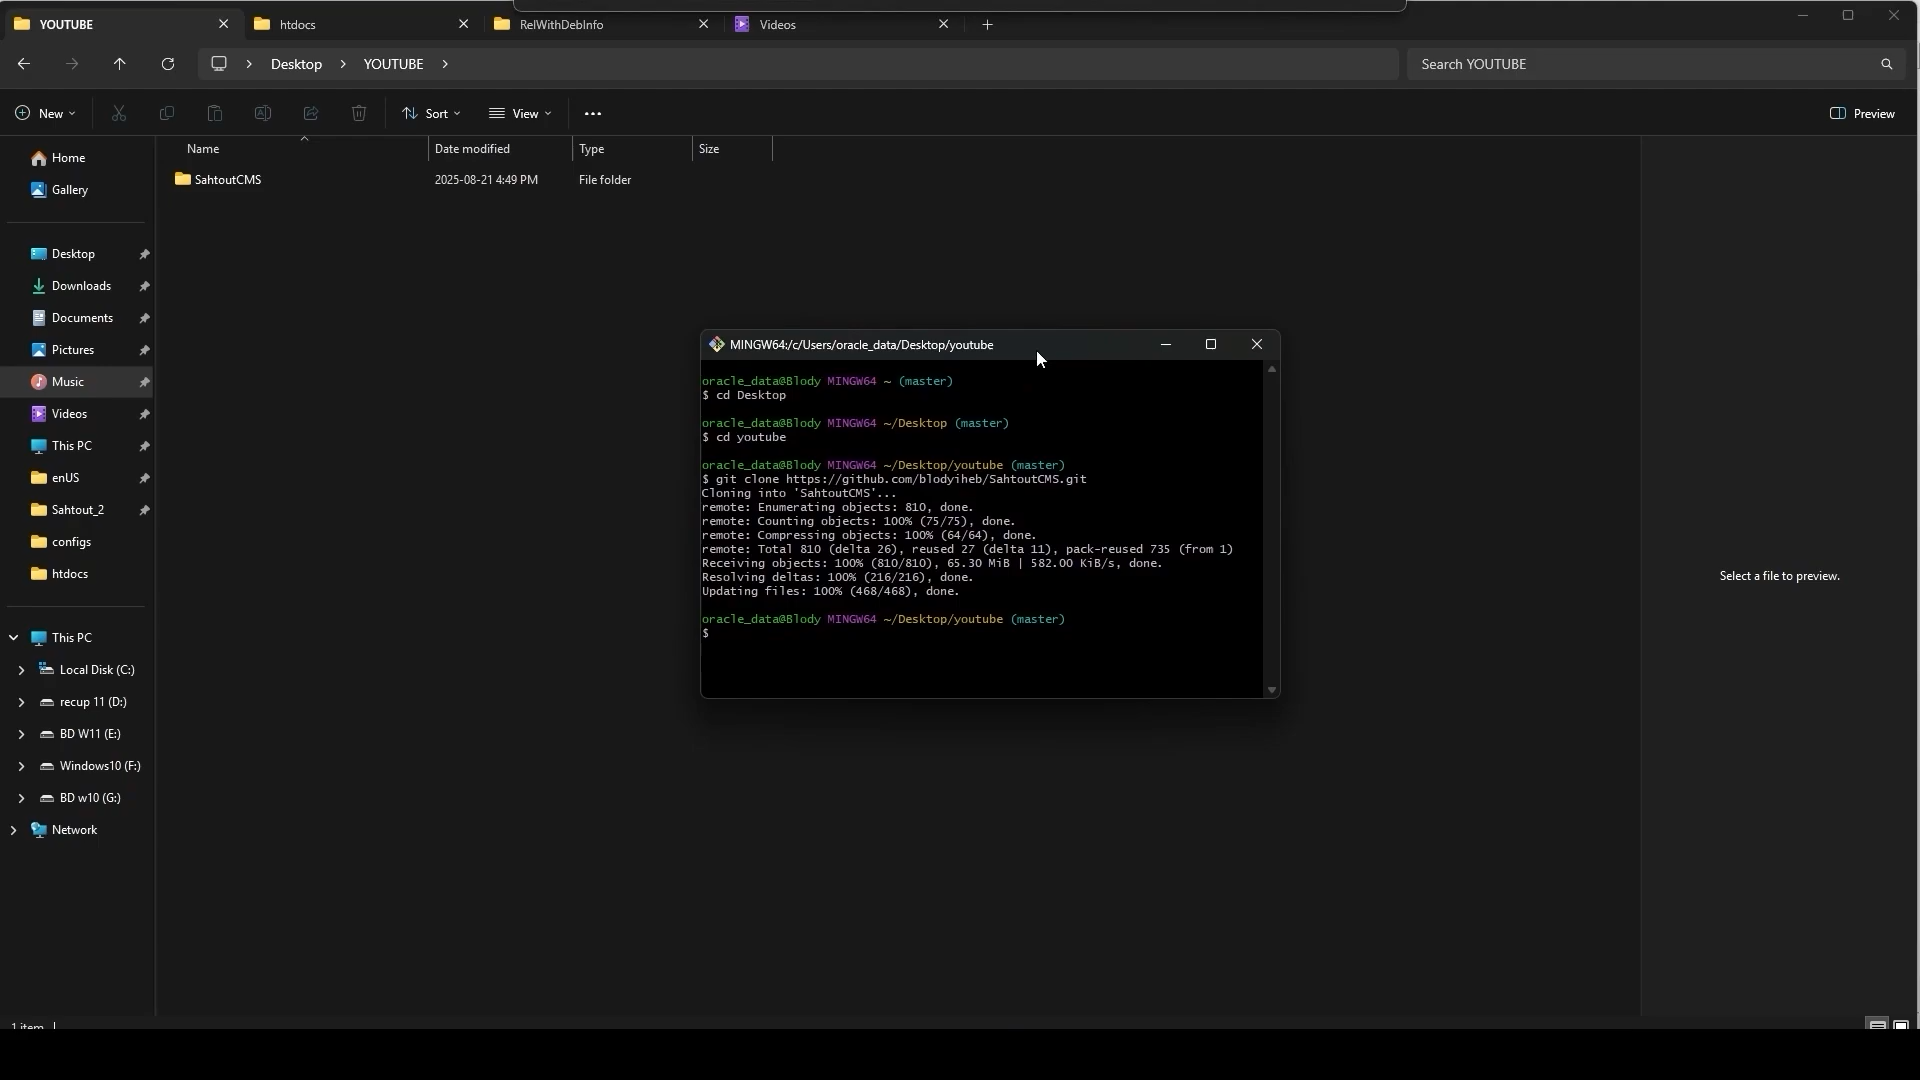 YOUTUBE
htdocs
RelWithDebInfo
Videos
Desktop
YOUTUBE
Search YOUTUBE
New
Sort
View
Preview
Name
Date modified
Type
Size
SahtoutCMS
2025-08-21 4:49 PM
File folder
Home
Gallery
Desktop
Downloads
Documents
Pictures
Music
Videos
This PC
enUS
Sahtout_2
configs
htdocs
This PC
Local Disk (C:)
recup 11 (D:)
BD W11 (E:)
Windows10 (F:)
BD w10 (G:)
Network
MINGW64:/c/Users/oracle_data/Desktop/youtube
oracle_data@Blody MINGW64 ~ (master)
$ cd Desktop
oracle_data@Blody MINGW64 ~/Desktop (master)
$ cd youtube
oracle_data@Blody MINGW64 ~/Desktop/youtube (master)
$ git clone https://github.com/blodyiheb/SahtoutCMS.git
Cloning into 'SahtoutCMS'...
remote: Enumerating objects: 810, done.
remote: Counting objects: 100% (75/75), done.
remote: Compressing objects: 100% (64/64), done.
remote: Total 810 (delta 26), reused 27 (delta 11), pack-reused 735 (from 1)
Receiving objects: 100% (810/810), 65.30 MiB | 582.00 KiB/s, done.
Resolving deltas: 100% (216/216), done.
Updating files: 100% (468/468), done.
oracle_data@Blody MINGW64 ~/Desktop/youtube (master)
$
Select a file to preview.
1 item